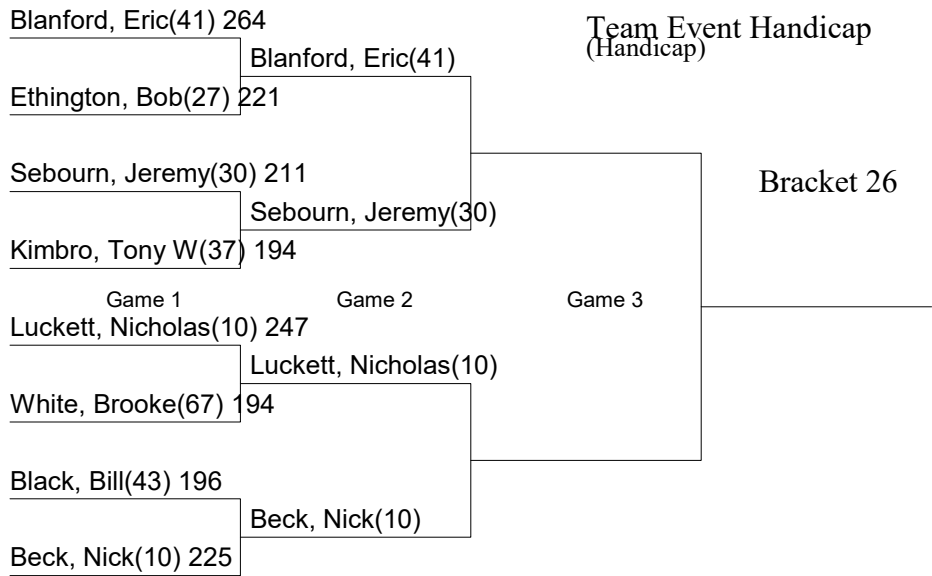 Blanford, Eric(41) 264
Team Event Handicap
(Handicap)
Blanford, Eric(41)
Ethington, Bob(27) 221
Sebourn, Jeremy(30) 211
Bracket 26
Sebourn, Jeremy(30)
Kimbro, Tony W(37) 194
Game 1
Game 2
Game 3
Luckett, Nicholas(10) 247
Luckett, Nicholas(10)
White, Brooke(67) 194
Black, Bill(43) 196
Beck, Nick(10)
Beck, Nick(10) 225